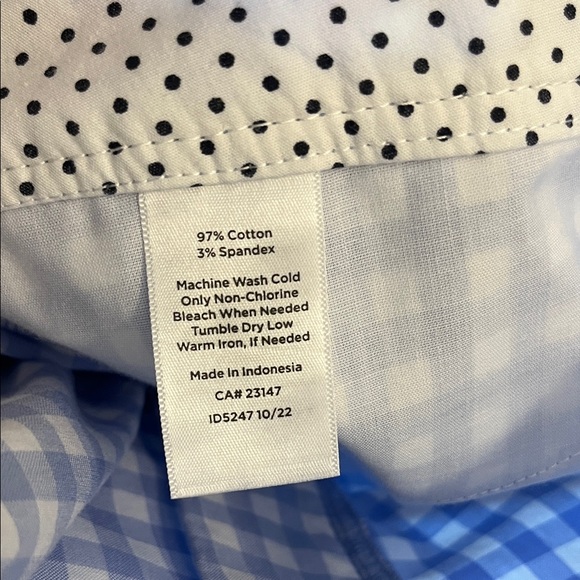 97% Cotton
3% Spandex
Machine Wash Cold
Only Non-Chlorine
Bleach When Needed
Tumble Dry Low
Warm Iron, If Needed
Made in Indonesia
CA# 23147
ID5247 10/22